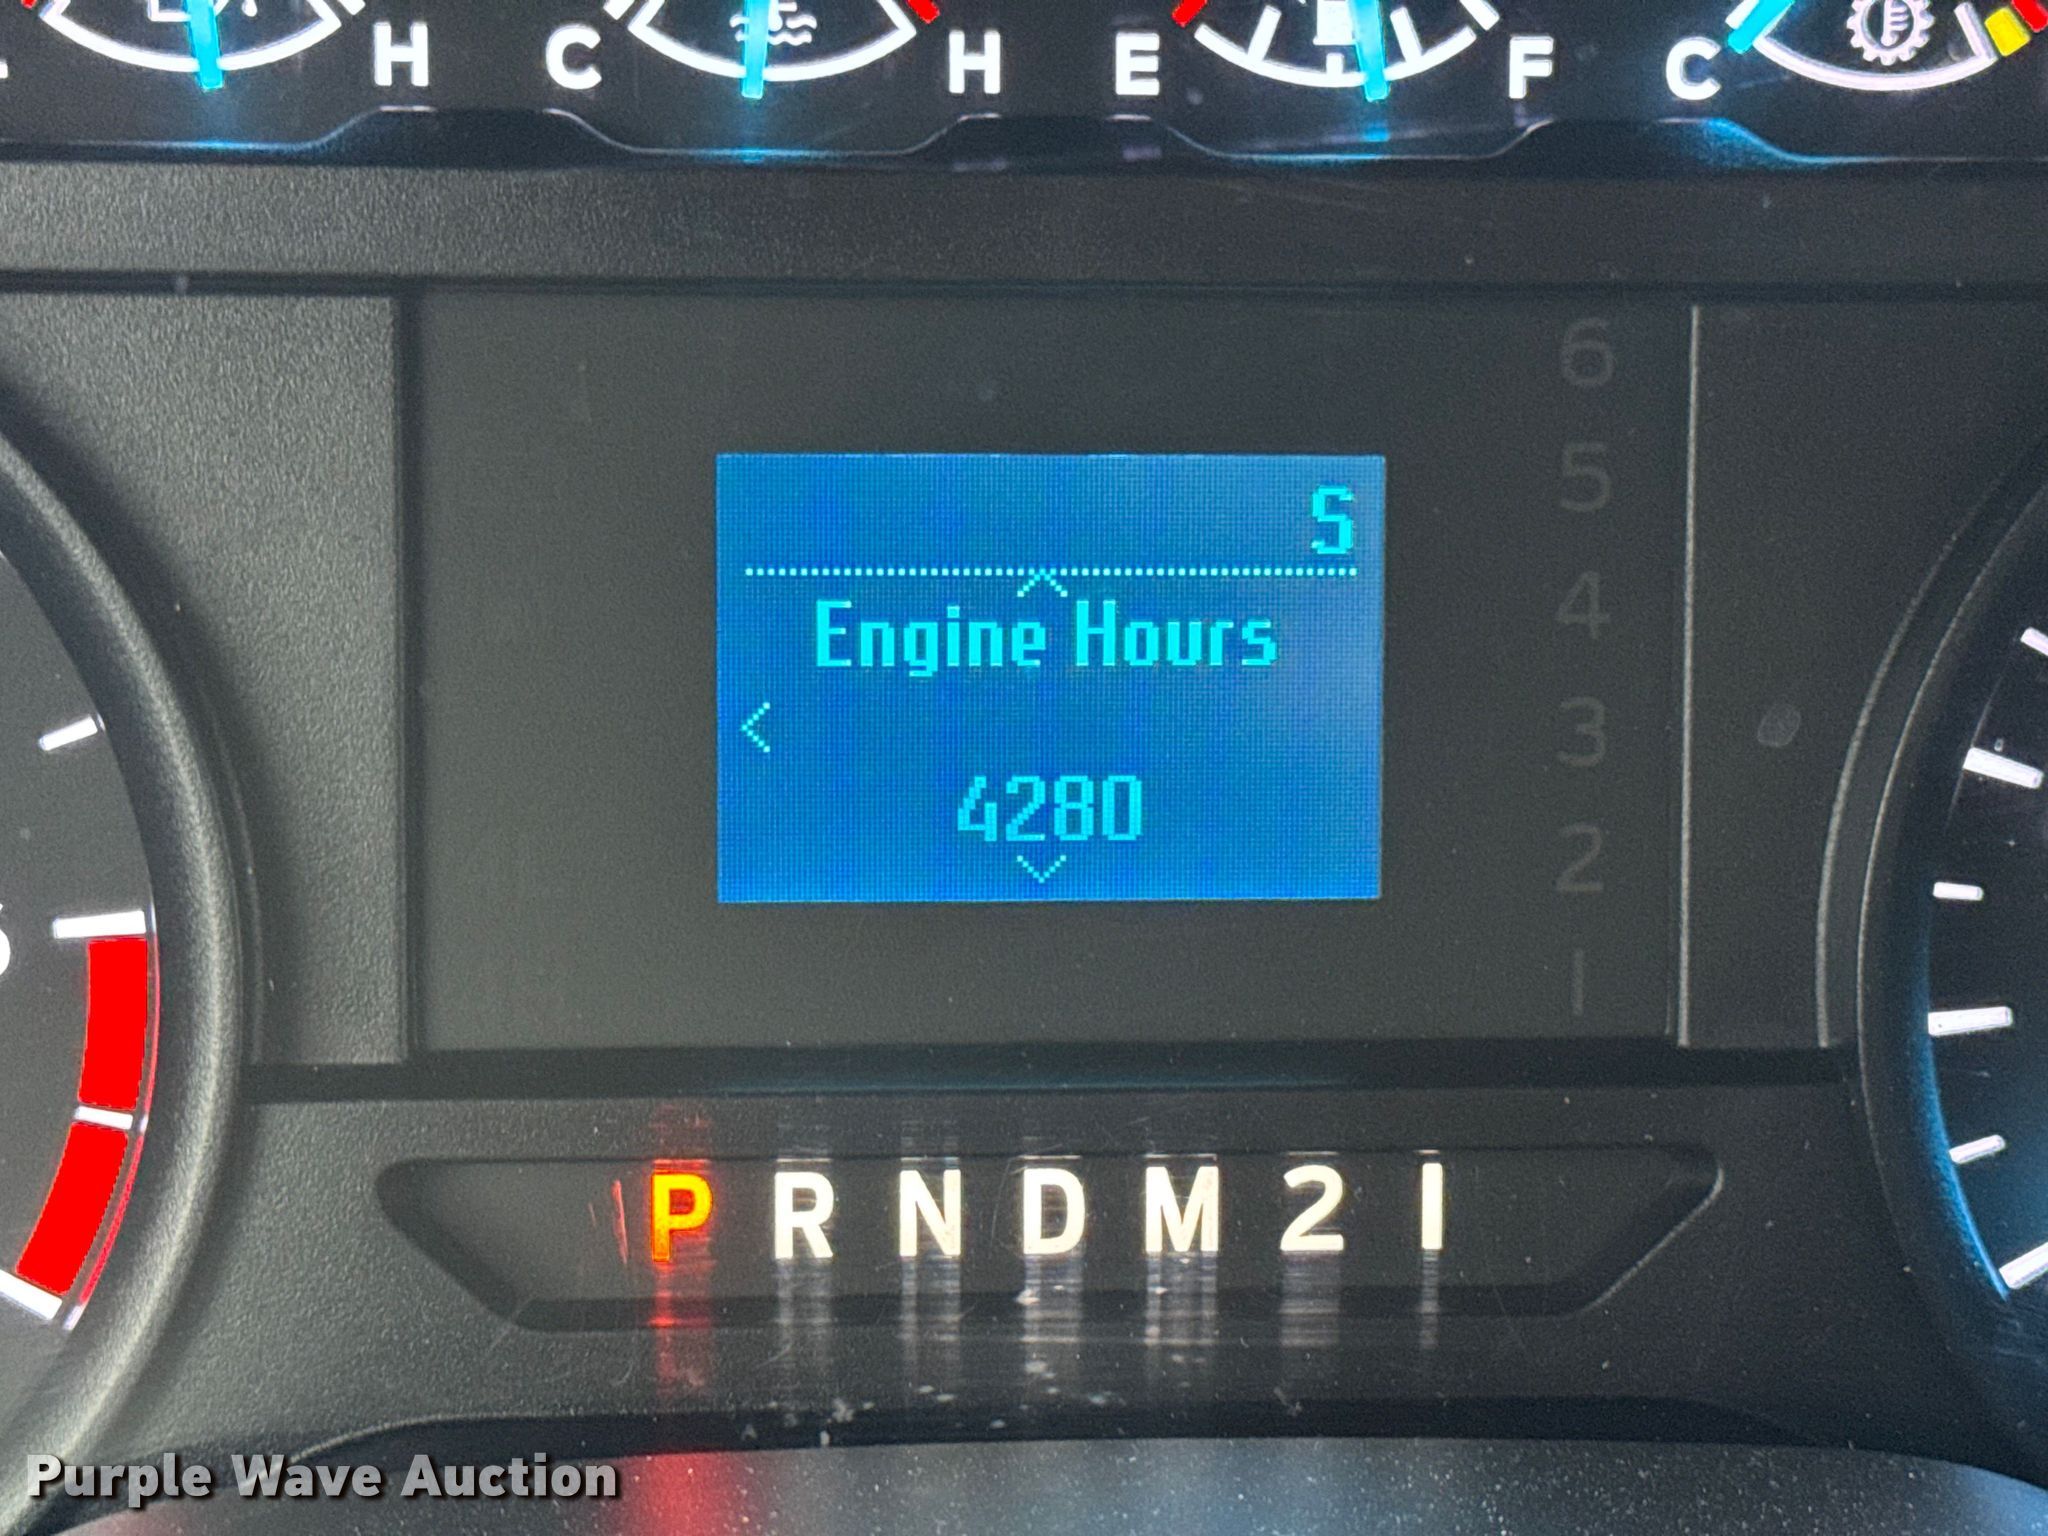 H C H E F C
S
Engine Hours
4280
6
5
4
3
2
1
P R N D M 2 1
Purple Wave Auction